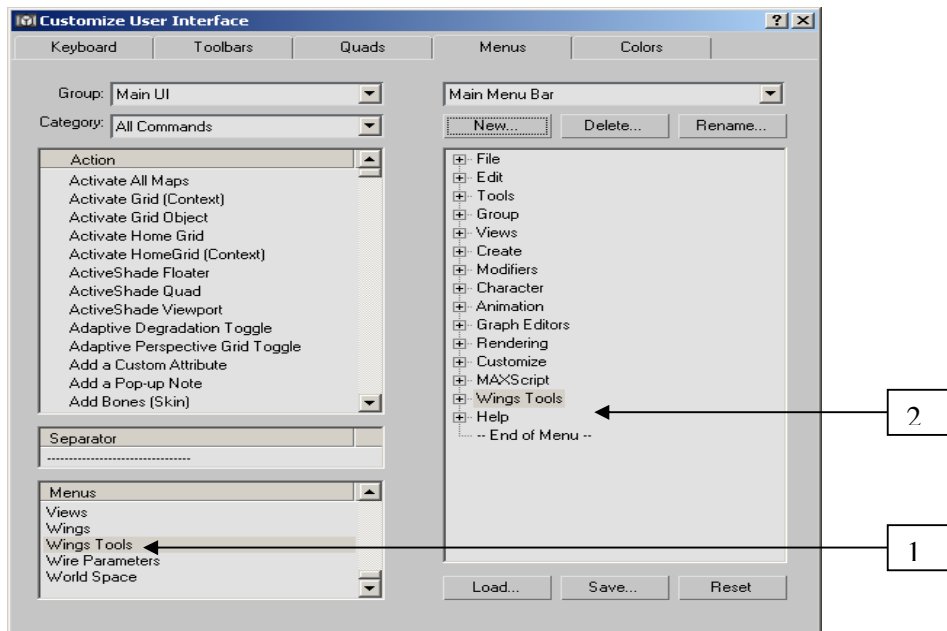 Customize User Interface
Keyboard
Toolbars
Quads
Menus
Colors
Group: Main UI
Category: All Commands
Action
Activate All Maps
Activate Grid (Context)
Activate Grid Object
Activate Home Grid
Activate HomeGrid (Context)
ActiveShade Floater
ActiveShade Quad
ActiveShade Viewport
Adaptive Degradation Toggle
Adaptive Perspective Grid Toggle
Add a Custom Attribute
Add a Pop-up Note
Add Bones (Skin)
Separator
--------------------------------
Menus
Views
Wings
Wings Tools
Wire Parameters
World Space
Main Menu Bar
New... Delete... Rename...
File
Edit
Tools
Group
Views
Create
Modifiers
Character
Animation
Graph Editors
Rendering
Customize
MAXScript
Wings Tools
Help
-- End of Menu --
Load... Save... Reset
2
1